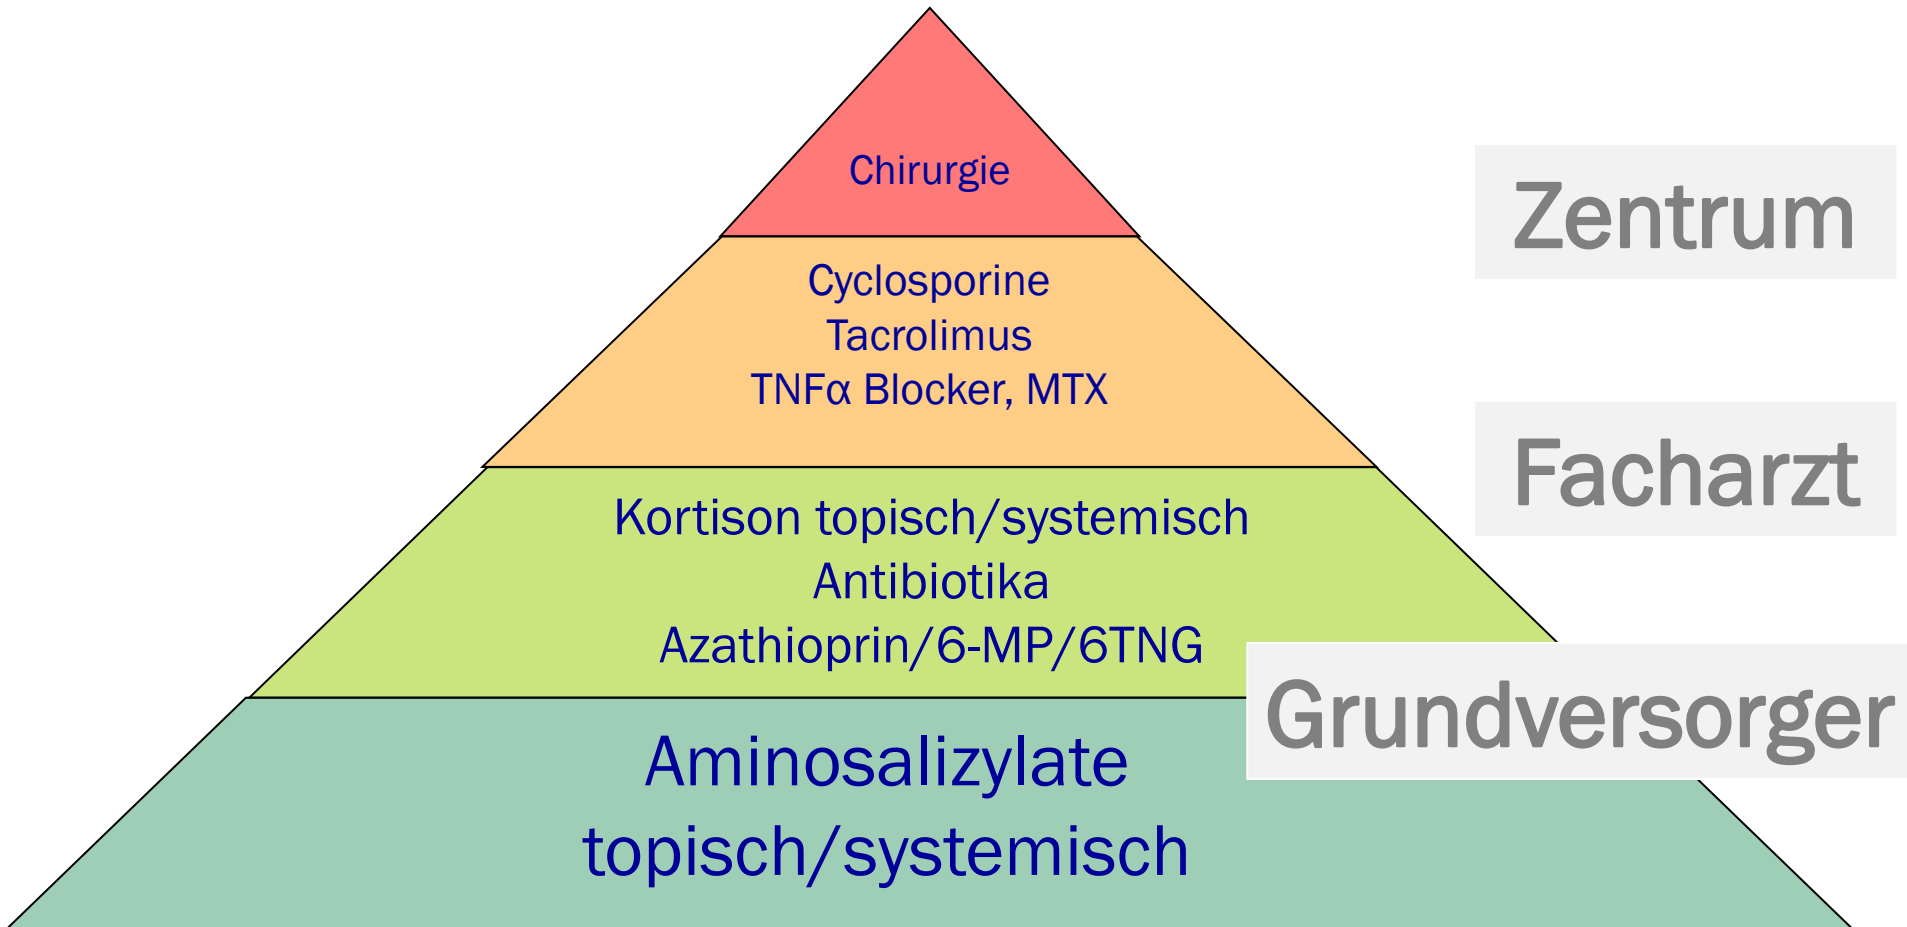 Chirurgie
Cyclosporine
Tacrolimus
TNFα Blocker, MTX
Kortison topisch/systemisch
Antibiotika
Azathioprin/6-MP/6TNG
Aminosalizylate
topisch/systemisch
Zentrum
Facharzt
Grundversorger